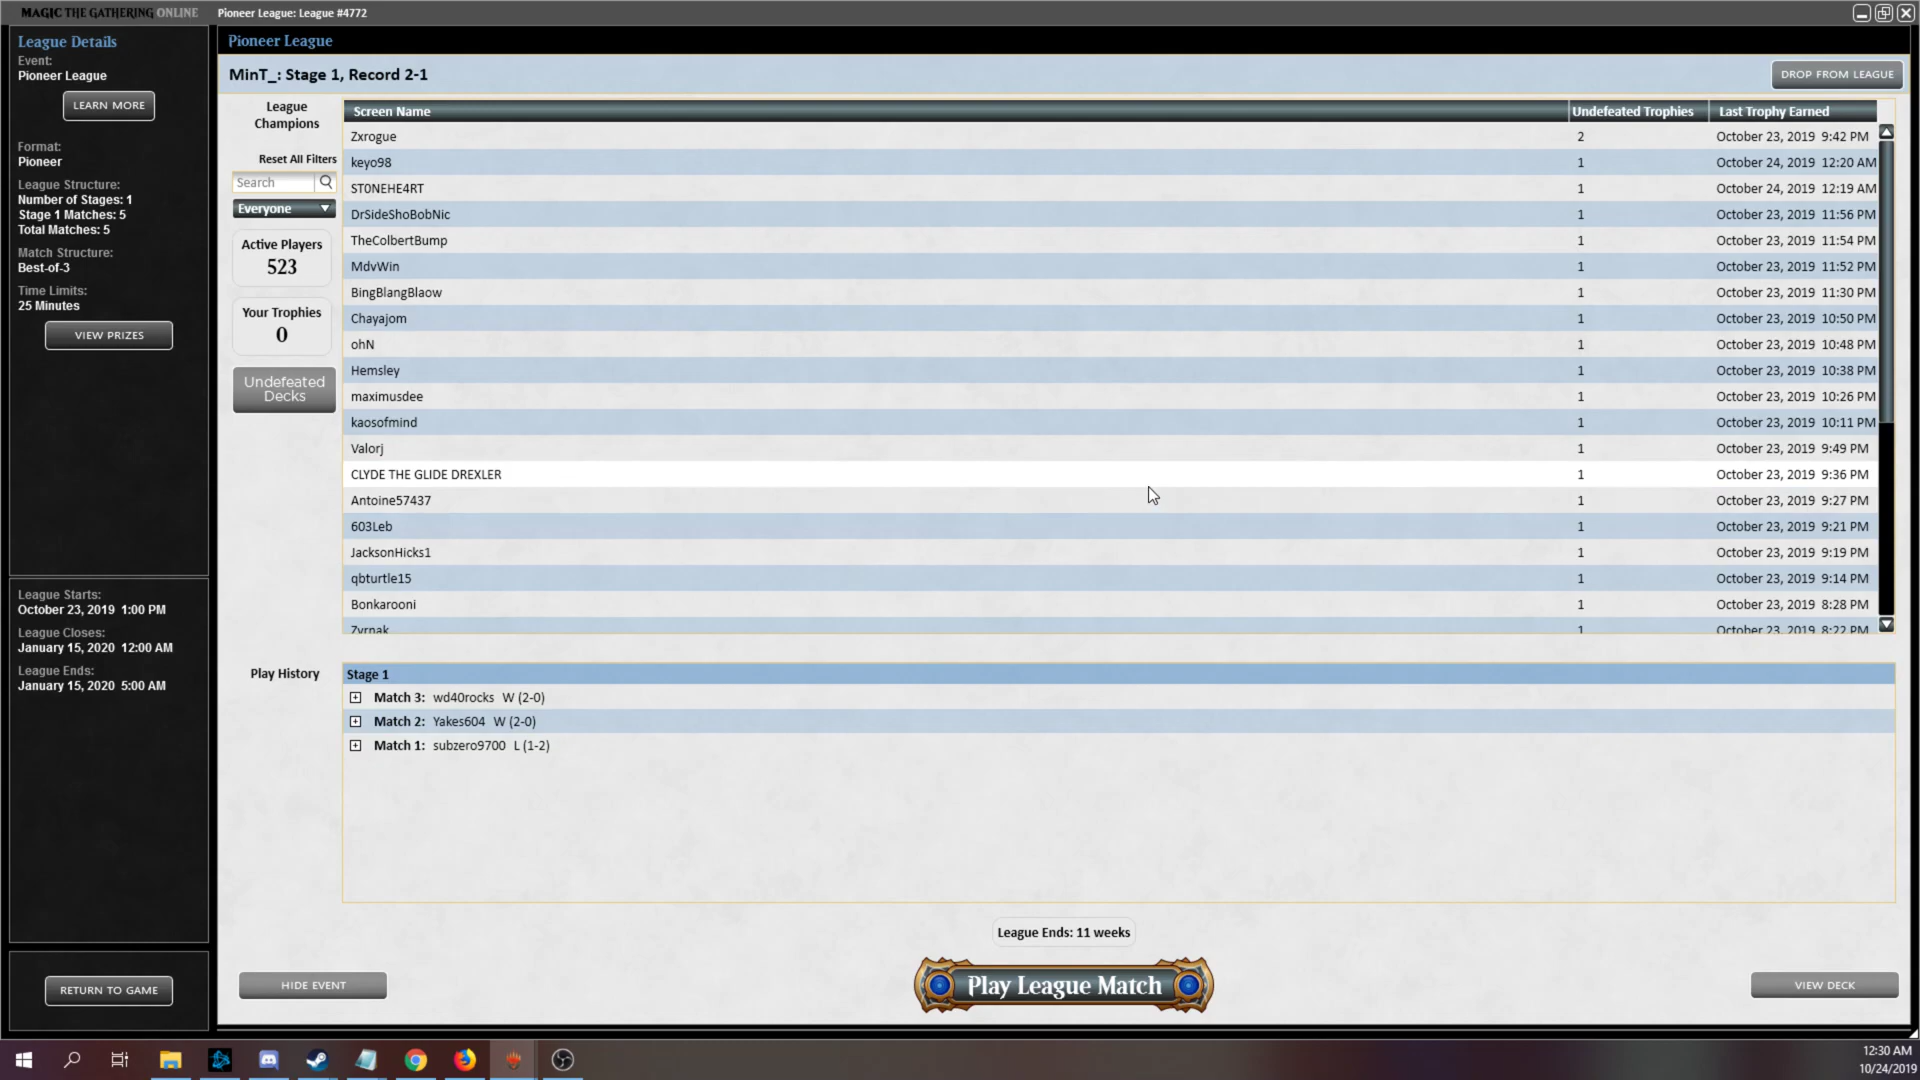 MAGIC THE GATHERING ONLINE
Pioneer League: League #4772
League Details
Event:
Pioneer League
LEARN MORE
Format:
Pioneer
League Structure:
Number of Stages: 1
Stage 1 Matches: 5
Total Matches: 5
Match Structure:
Best-of-3
Time Limits:
25 Minutes
VIEW PRIZES
League Starts:
October 23, 2019 1:00 PM
League Closes:
January 15, 2020 12:00 AM
League Ends:
January 15, 2020 5:00 AM
RETURN TO GAME
Pioneer League
MinT_: Stage 1, Record 2-1
DROP FROM LEAGUE
League
Champions
Reset All Filters
Search
Everyone
Active Players
523
Your Trophies
0
Undefeated
Decks
Screen Name Undefeated Trophies Last Trophy Earned
Zxrogue 2 October 23, 2019 9:42 PM
keyo98 1 October 24, 2019 12:20 AM
ST0NEHE4RT 1 October 24, 2019 12:19 AM
DrSideShoBobNic 1 October 23, 2019 11:56 PM
TheColbertBump 1 October 23, 2019 11:54 PM
MdvWin 1 October 23, 2019 11:52 PM
BingBlangBlaow 1 October 23, 2019 11:30 PM
Chayajom 1 October 23, 2019 10:50 PM
ohN 1 October 23, 2019 10:48 PM
Hemsley 1 October 23, 2019 10:38 PM
maximusdee 1 October 23, 2019 10:26 PM
kaosofmind 1 October 23, 2019 10:11 PM
Valorj 1 October 23, 2019 9:49 PM
CLYDE THE GLIDE DREXLER 1 October 23, 2019 9:36 PM
Antoine57437 1 October 23, 2019 9:27 PM
603Leb 1 October 23, 2019 9:21 PM
JacksonHicks1 1 October 23, 2019 9:19 PM
qbturtle15 1 October 23, 2019 9:14 PM
Bonkarooni 1 October 23, 2019 8:28 PM
Zyrnak 1 October 23, 2019 8:22 PM
Play History
Stage 1
Match 3: wd40rocks W (2-0)
Match 2: Yakes604 W (2-0)
Match 1: subzero9700 L (1-2)
League Ends: 11 weeks
HIDE EVENT
Play League Match
VIEW DECK
12:30 AM
10/24/2019